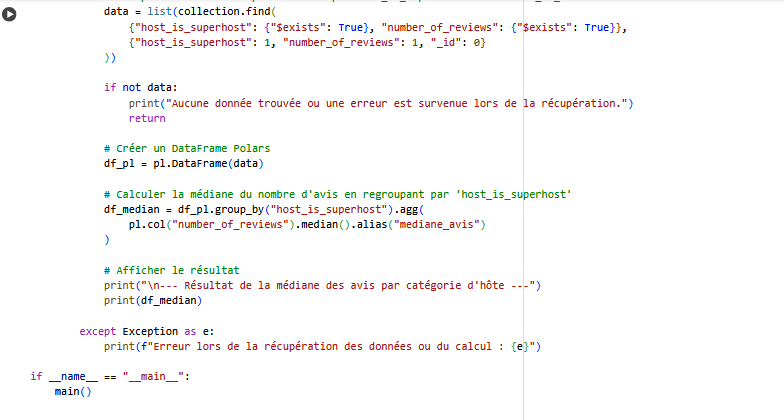 data = list(collection.find(
{"host_is_superhost": {"$exists": True}, "number_of_reviews": {"$exists": True}},
{"host_is_superhost": 1, "number_of_reviews": 1, "_id": 0}
))
if not data:
print("Aucune donnée trouvée ou une erreur est survenue lors de la récupération.")
return
# Créer un DataFrame Polars
df_pl = pl.DataFrame(data)
# Calculer la médiane du nombre d'avis en regroupant par 'host_is_superhost'
df_median = df_pl.group_by("host_is_superhost").agg(
pl.col("number_of_reviews").median().alias("mediane_avis")
)
# Afficher le résultat
print("\n--- Résultat de la médiane des avis par catégorie d'hôte ---")
print(df_median)
except Exception as e:
print(f"Erreur lors de la récupération des données ou du calcul : {e}")
if __name__ == "__main__":
main()